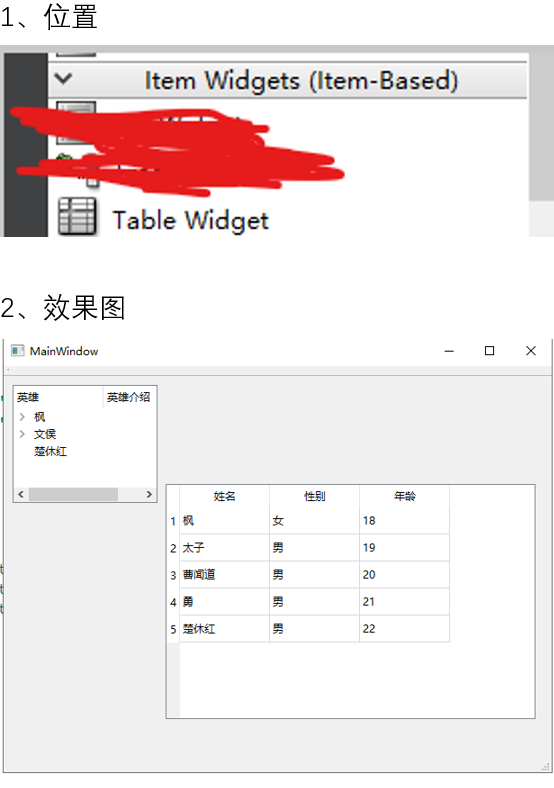 1、位置
Item Widgets (Item-Based)
Table Widget
2、效果图
MainWindow
英雄 英雄介绍
枫
文侯
楚休红
姓名 性别 年龄
1 枫 女 18
2 太子 男 19
3 曹闻道 男 20
4 勇 男 21
5 楚休红 男 22